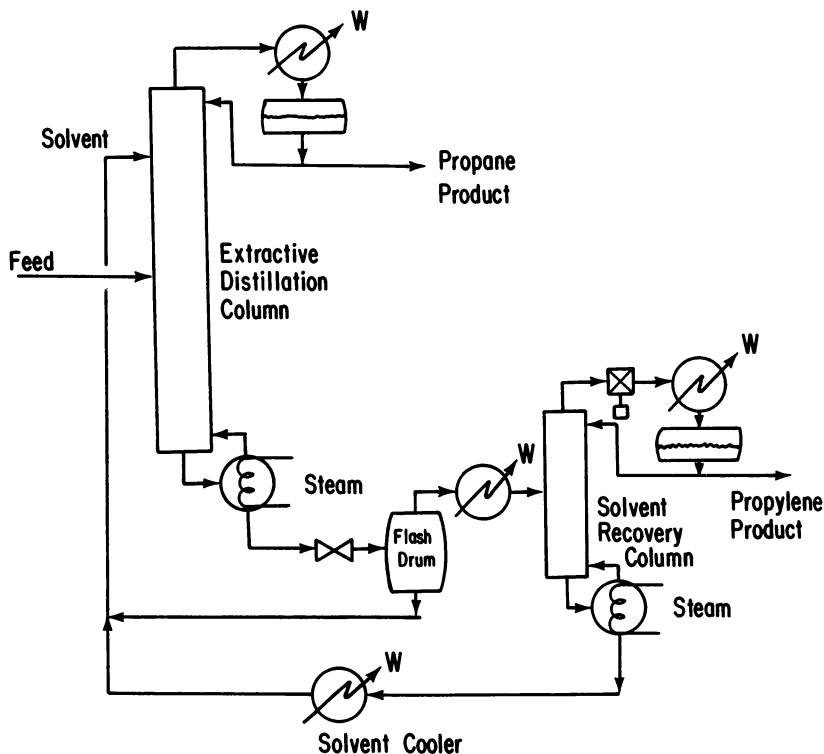 W
Solvent
Propane
Product
Feed
Extractive
Distillation
Column
W
Steam
W
Flash
Drum
Solvent
Recovery
Column
Propylene
Product
Steam
W
Solvent Cooler